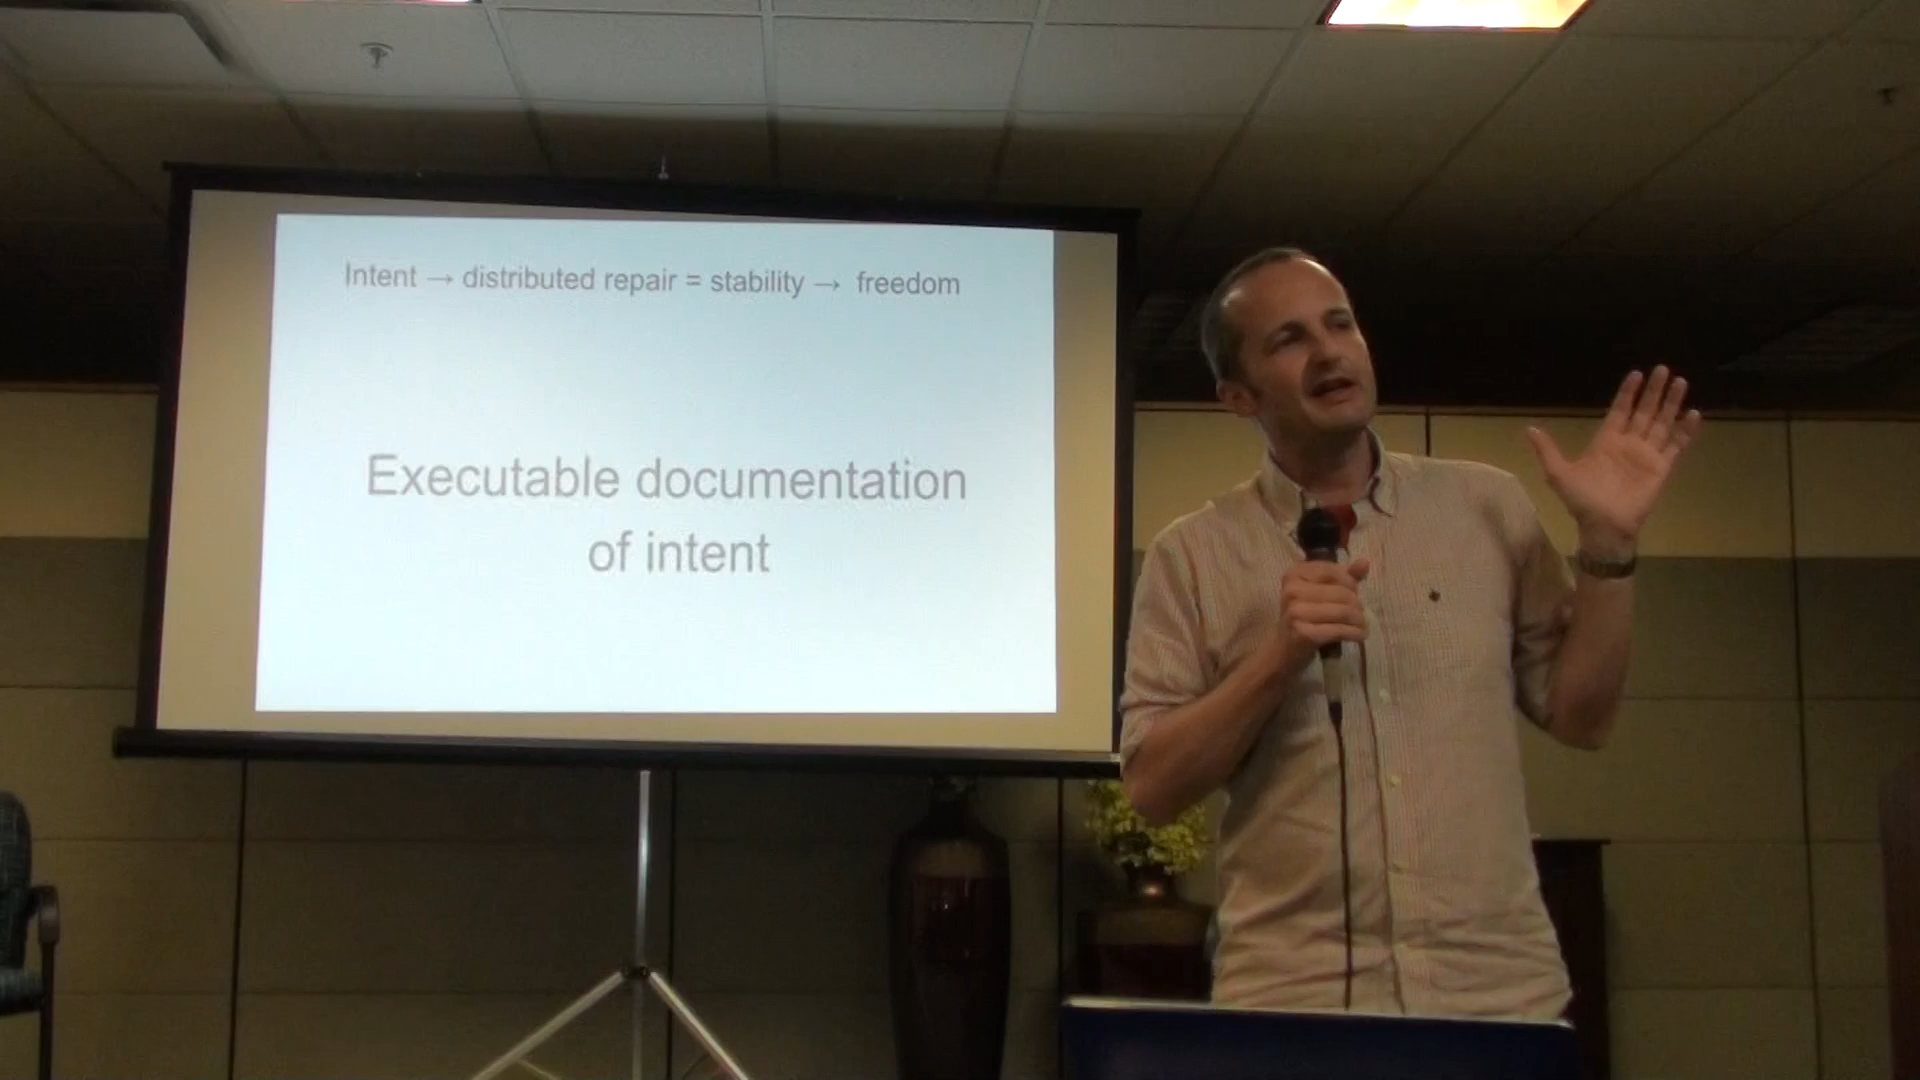 Intent → distributed repair = stability → freedom
Executable documentation
of intent